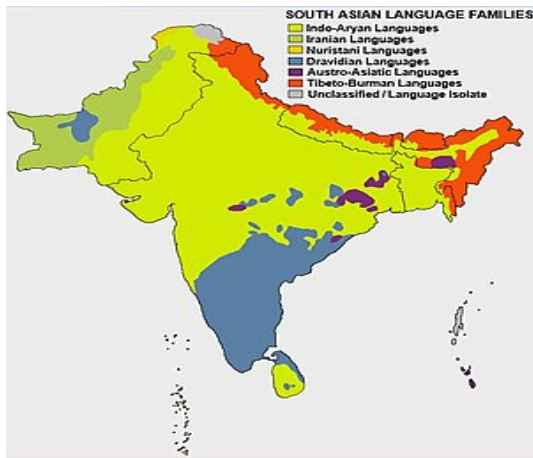 SOUTH ASIAN LANGUAGE FAMILIES
Indo-Aryan Languages
Iranian Languages
Nuristani Languages
Dravidian Languages
Austro-Asiatic Languages
Tibeto-Burman Languages
Unclassified / Language Isolate